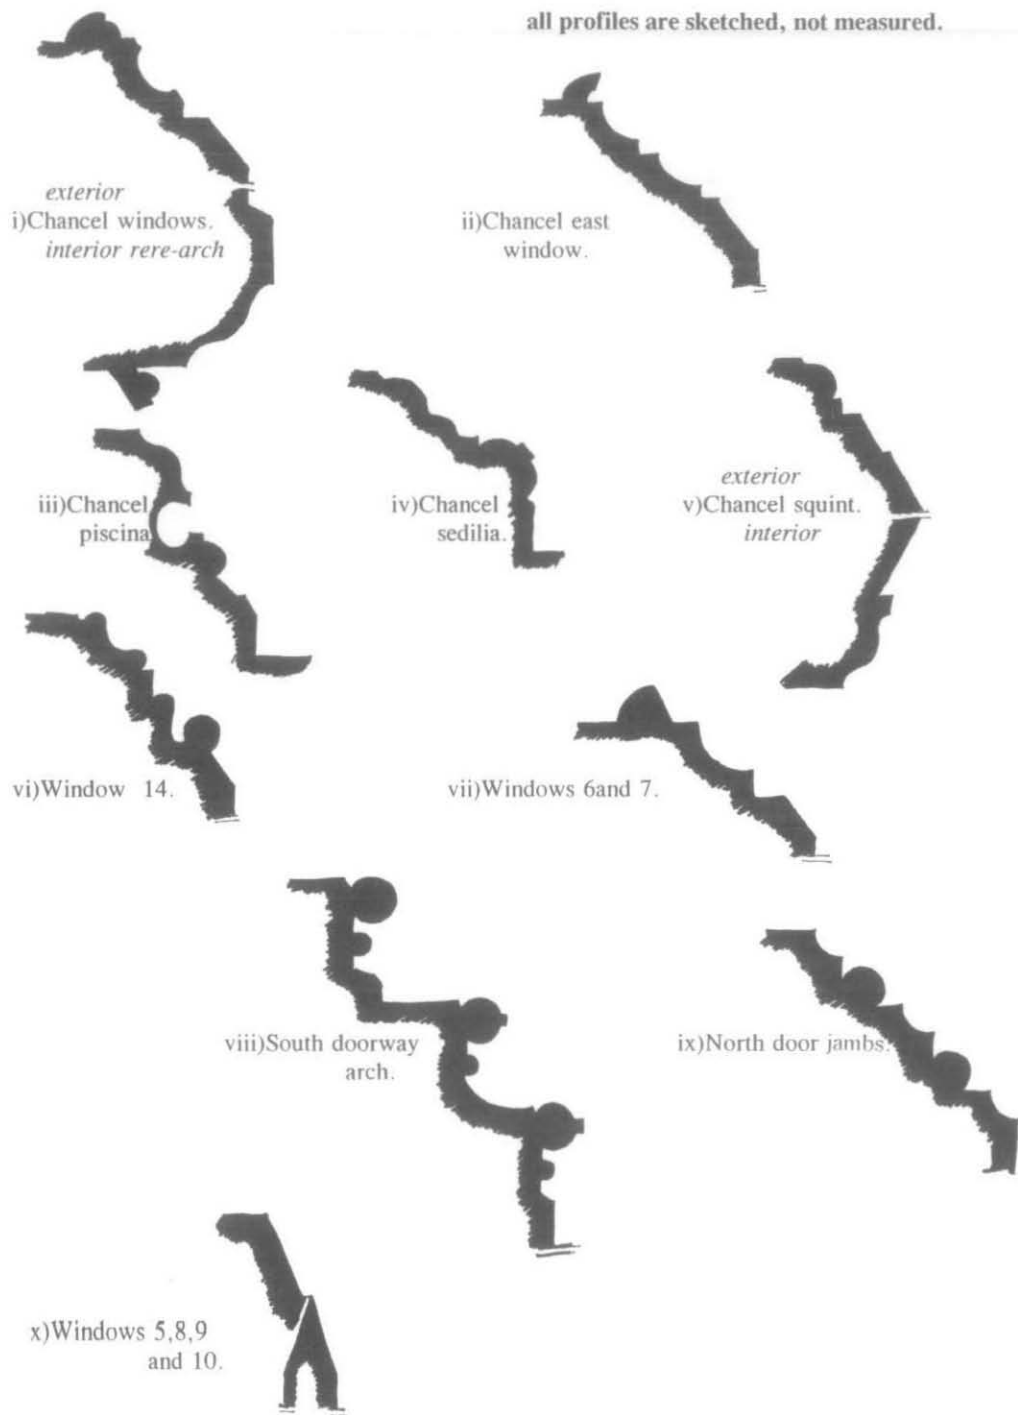 all profiles are sketched, not measured.
exterior
i)Chancel windows.
interior rere-arch
ii)Chancel east
window.
iii)Chancel
piscina
iv)Chancel
sedilia.
exterior
v)Chancel squint.
interior
vi)Window 14.
vii)Windows 6and 7.
viii)South doorway
arch.
ix)North door jambs.
x)Windows 5,8,9
and 10.